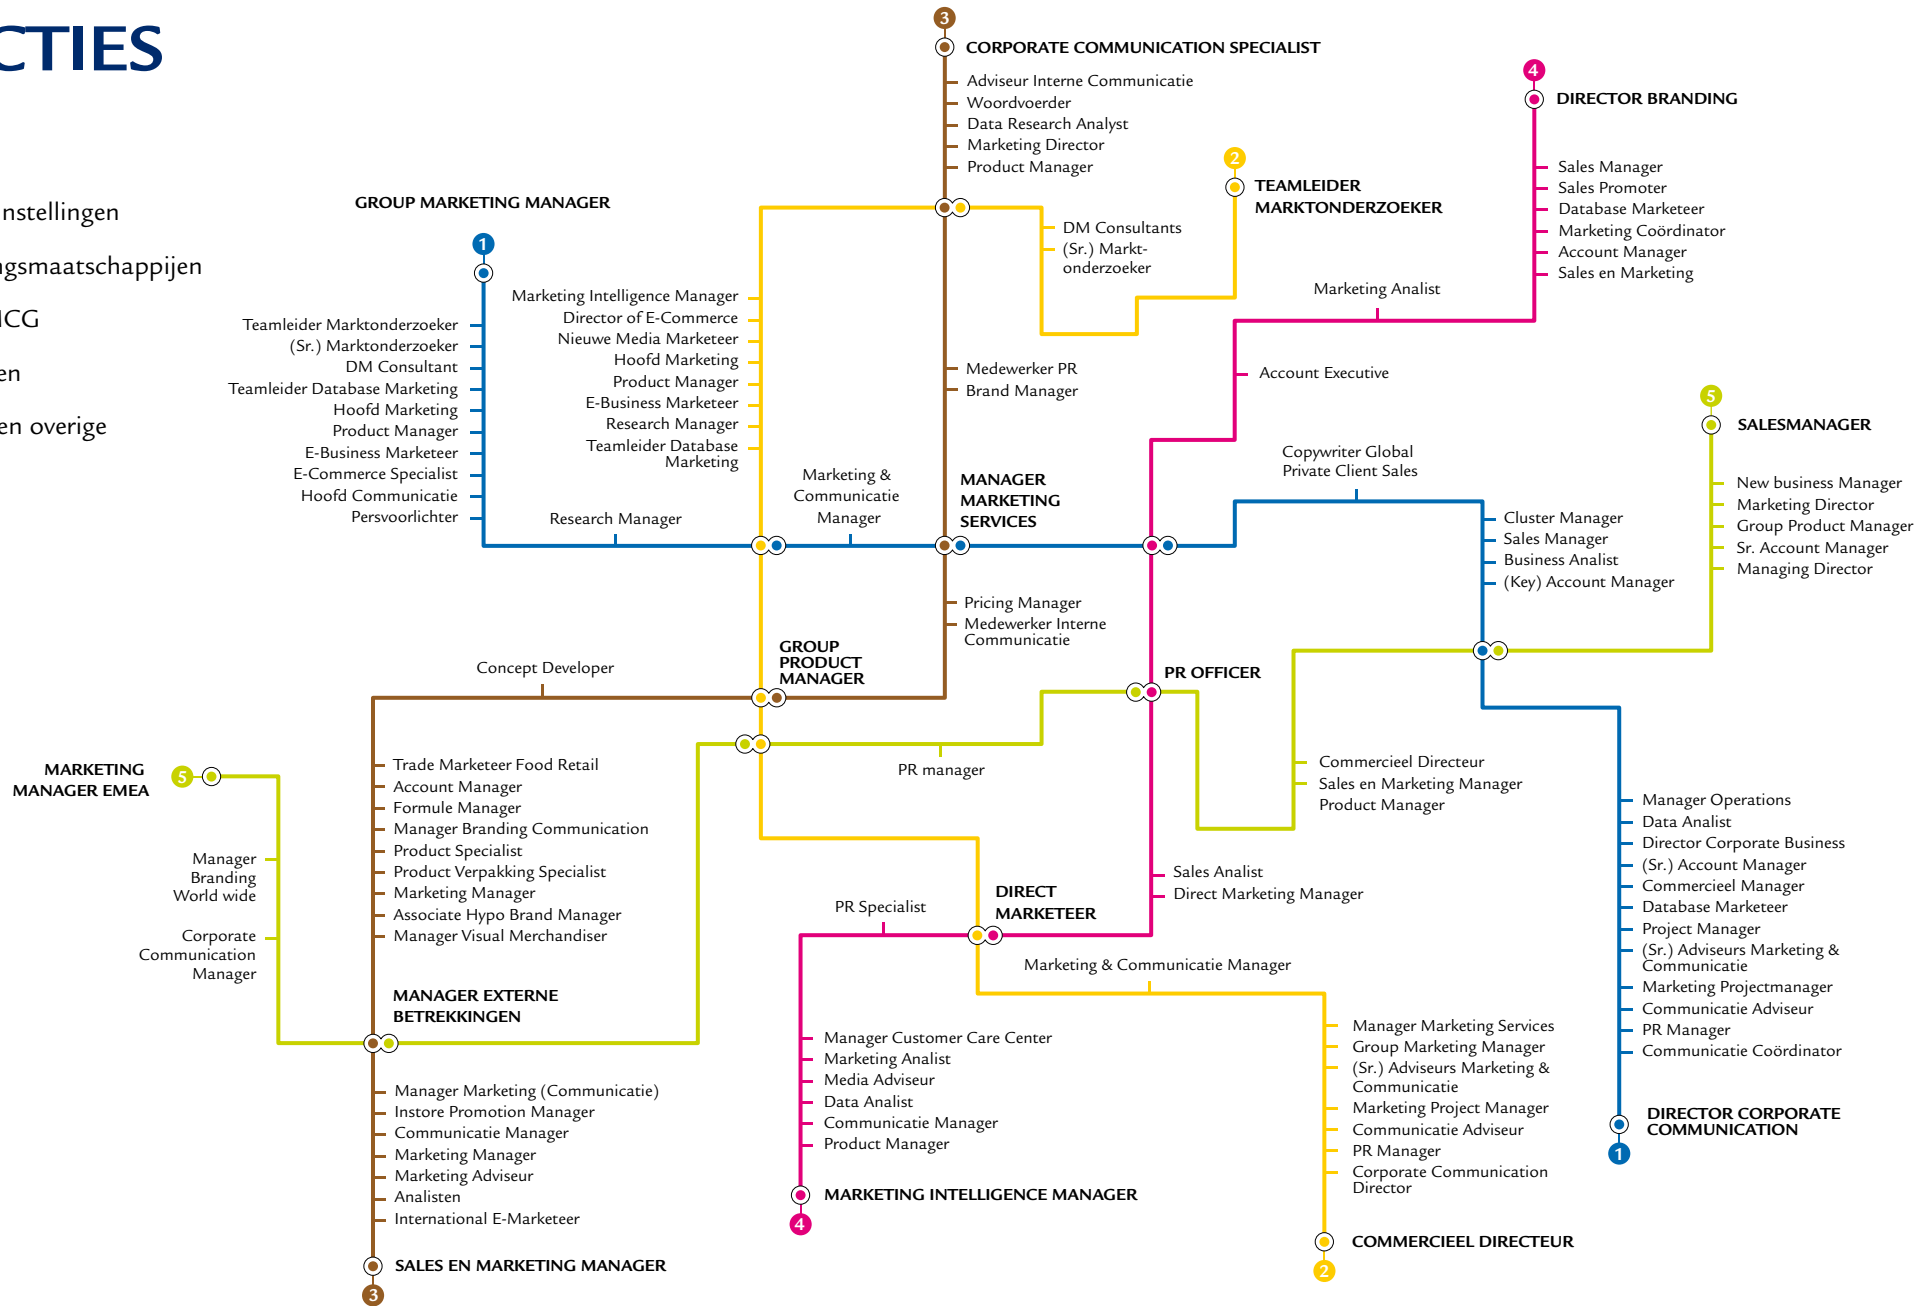 CTIES
nstellingen
ngsmaatschappijen
en
en overige
3
CORPORATE COMMUNICATION SPECIALIST
Adviseur Interne Communicatie
Woordvoerder
Data Research Analyst
Marketing Director
Product Manager
4
DIRECTOR BRANDING
Sales Manager
Sales Promoter
Database Marketeer
Marketing Coördinator
Account Manager
Sales en Marketing
2
TEAMLEIDER
MARKTONDERZOEKER
DM Consultants
(Sr.) Markt-
onderzoeker
GROUP MARKETING MANAGER
1
Teamleider Marktonderzoeker
(Sr.) Marktonderzoeker
DM Consultant
Teamleider Database Marketing
Hoofd Marketing
Product Manager
E-Business Marketeer
E-Commerce Specialist
Hoofd Communicatie
Persvoorlichter
Marketing Intelligence Manager
Director of E-Commerce
Nieuwe Media Marketeer
Hoofd Marketing
Product Manager
E-Business Marketeer
Research Manager
Teamleider Database
Marketing
Medewerker PR
Brand Manager
Marketing Analist
Account Executive
5
SALESMANAGER
New business Manager
Marketing Director
Group Product Manager
Sr. Account Manager
Managing Director
Research Manager
Marketing &
Communicatie
Manager
MANAGER
MARKETING
SERVICES
Copywriter Global
Private Client Sales
Cluster Manager
Sales Manager
Business Analist
(Key) Account Manager
Pricing Manager
Medewerker Interne
Communicatie
Concept Developer
GROUP
PRODUCT
MANAGER
PR OFFICER
MARKETING
MANAGER EMEA
5
Manager
Branding
World wide
Corporate
Communication
Manager
Trade Marketeer Food Retail
Account Manager
Formule Manager
Manager Branding Communication
Product Specialist
Product Verpakking Specialist
Marketing Manager
Associate Hypo Brand Manager
Manager Visual Merchandiser
PR manager
Commercieel Directeur
Sales en Marketing Manager
Product Manager
Manager Operations
Data Analist
Director Corporate Business
(Sr.) Account Manager
Commercieel Manager
Database Marketeer
Project Manager
(Sr.) Adviseurs Marketing &
Communicatie
Marketing Projectmanager
Communicatie Adviseur
PR Manager
Communicatie Coördinator
Sales Analist
Direct Marketing Manager
PR Specialist
DIRECT
MARKETEER
Marketing & Communicatie Manager
MANAGER EXTERNE
BETREKKINGEN
Manager Marketing (Communicatie)
Instore Promotion Manager
Communicatie Manager
Marketing Manager
Marketing Adviseur
Analisten
International E-Marketeer
SALES EN MARKETING MANAGER
3
Manager Customer Care Center
Marketing Analist
Media Adviseur
Data Analist
Communicatie Manager
Product Manager
MARKETING INTELLIGENCE MANAGER
4
Manager Marketing Services
Group Marketing Manager
(Sr.) Adviseurs Marketing &
Communicatie
Marketing Project Manager
Communicatie Adviseur
PR Manager
Corporate Communication
Director
COMMERCIEEL DIRECTEUR
2
DIRECTOR CORPORATE
COMMUNICATION
1